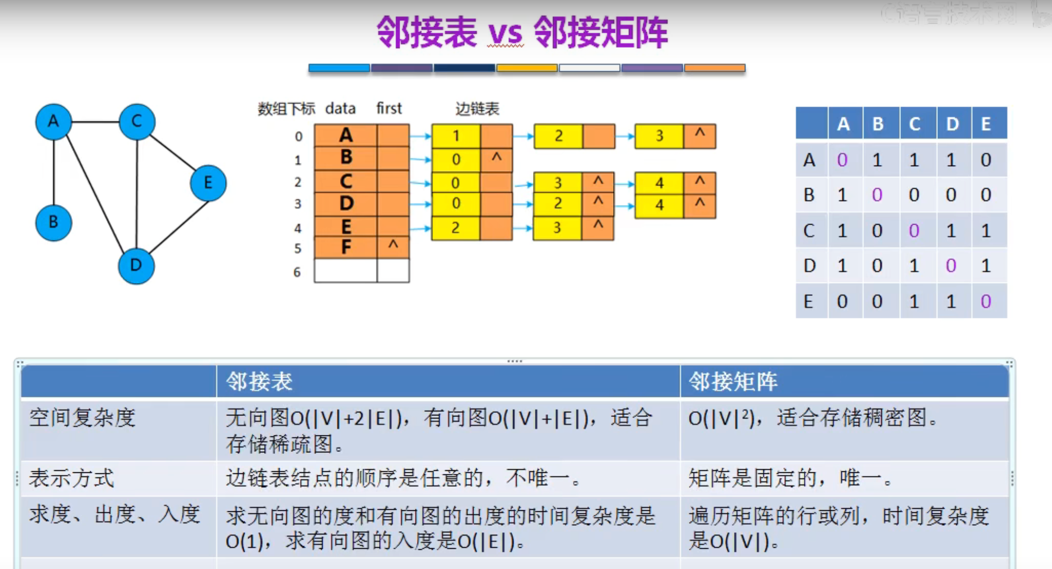 邻接表 vs 邻接矩阵
A
C
E
B
D
数组下标 data first 边链表
0 A 1 2 3 ^
1 B 0 ^
2 C 0 3 ^ 4 ^
3 D 0 2 ^ 4 ^
4 E 2 3 ^
5 F ^
6
A B C D E
A 0 1 1 1 0
B 1 0 0 0 0
C 1 0 0 1 1
D 1 0 1 0 1
E 0 0 1 1 0
邻接表 邻接矩阵
空间复杂度 无向图O(|V|+2|E|)，有向图O(|V|+|E|)，适合 O(|V|²)，适合存储稠密图。
存储稀疏图。
表示方式 边链表结点的顺序是任意的，不唯一。 矩阵是固定的，唯一。
求度、出度、入度 求无向图的度和有向图的出度的时间复杂度是 遍历矩阵的行或列，时间复杂度
O(1)，求有向图的入度是O(|E|)。 是O(|V|)。